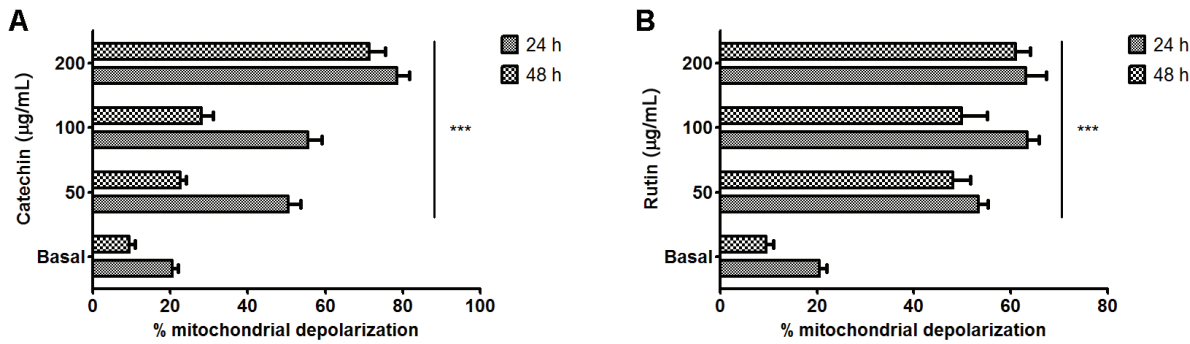 A
Catechin (µg/mL)
200
100
50
Basal
0 20 40 60 80 100
% mitochondrial depolarization
24 h
48 h
***
B
Rutin (µg/mL)
200
100
50
Basal
0 20 40 60 80
% mitochondrial depolarization
24 h
48 h
***